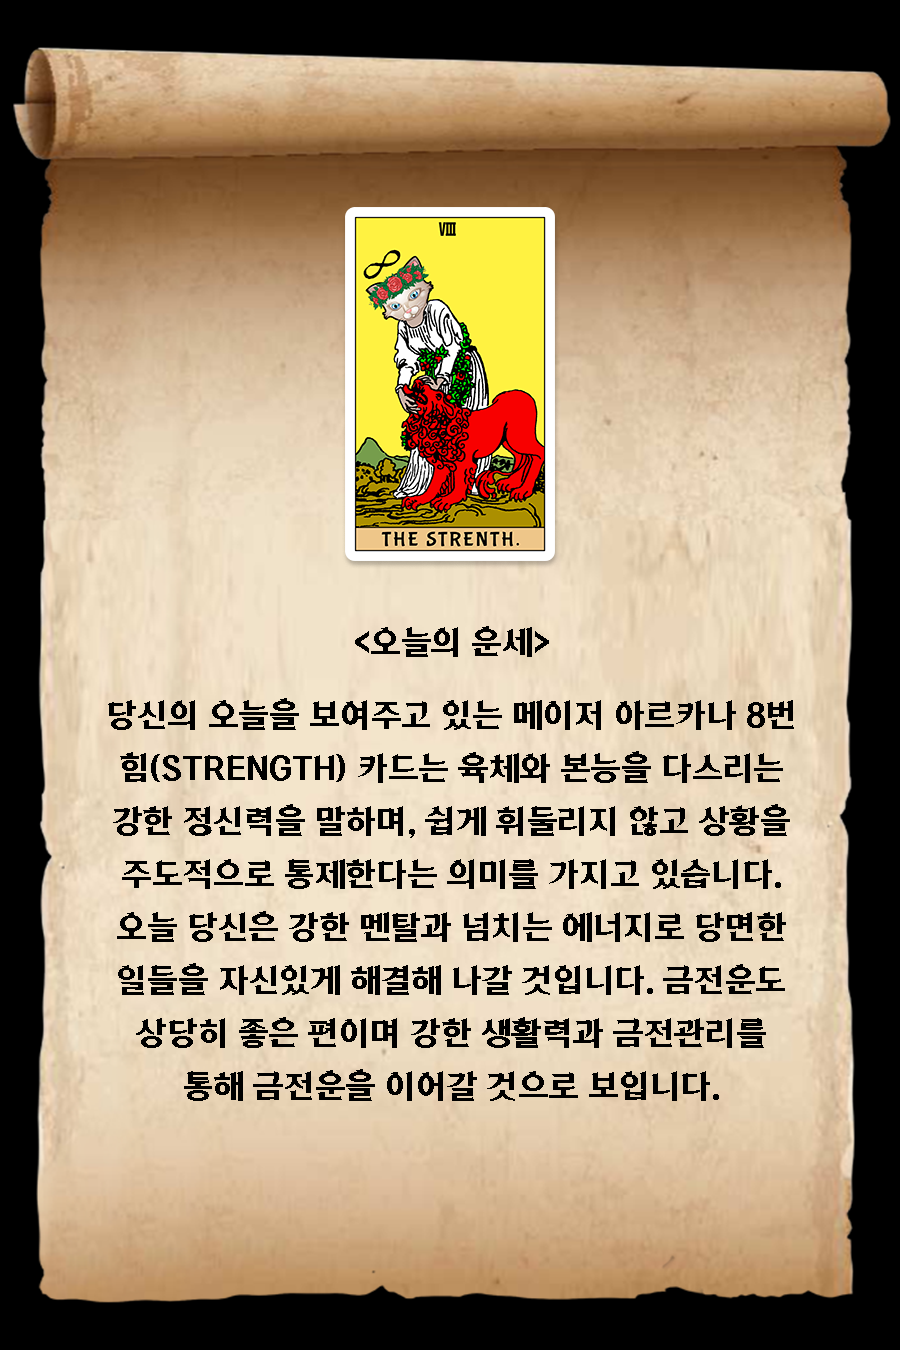 VIII
THE STRENTH.
<오늘의 운세>
당신의 오늘을 보여주고 있는 메이저 아르카나 8번
힘(STRENGTH) 카드는 육체와 본능을 다스리는
강한 정신력을 말하며, 쉽게 휘둘리지 않고 상황을
주도적으로 통제한다는 의미를 가지고 있습니다.
오늘 당신은 강한 멘탈과 넘치는 에너지로 당면한
일들을 자신있게 해결해 나갈 것입니다. 금전운도
상당히 좋은 편이며 강한 생활력과 금전관리를
통해 금전운을 이어갈 것으로 보입니다.